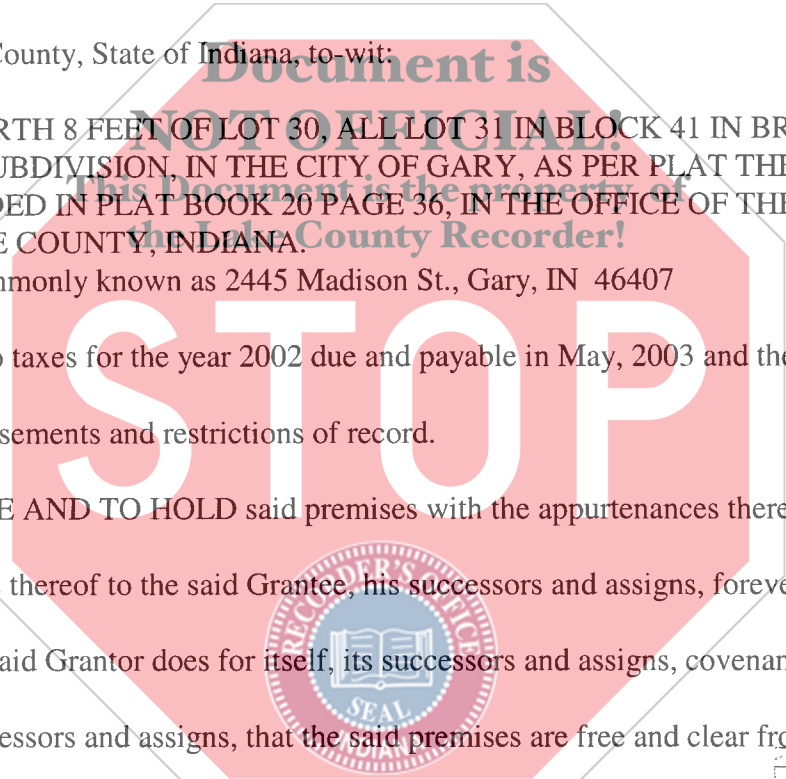 County, State of Indiana, to-wit:
Document is
NOT OFFICIAL!
RTH 8 FEET OF LOT 30, ALL LOT 31 IN BLOCK 41 IN BR
UBDIVISION, IN THE CITY OF GARY, AS PER PLAT THE
This Document is the property of
DED IN PLAT BOOK 20 PAGE 36, IN THE OFFICE OF THE
the Lake County Recorder!
E COUNTY, INDIANA.
mmonly known as 2445 Madison St., Gary, IN 46407
STOP
o taxes for the year 2002 due and payable in May, 2003 and the
sements and restrictions of record.
E AND TO HOLD said premises with the appurtenances there
thereof to the said Grantee, his successors and assigns, foreve
aid Grantor does for itself, its successors and assigns, covenan
essors and assigns, that the said premises are free and clear fro
RECORDER'S OFFICE
SEAL
INDIANA